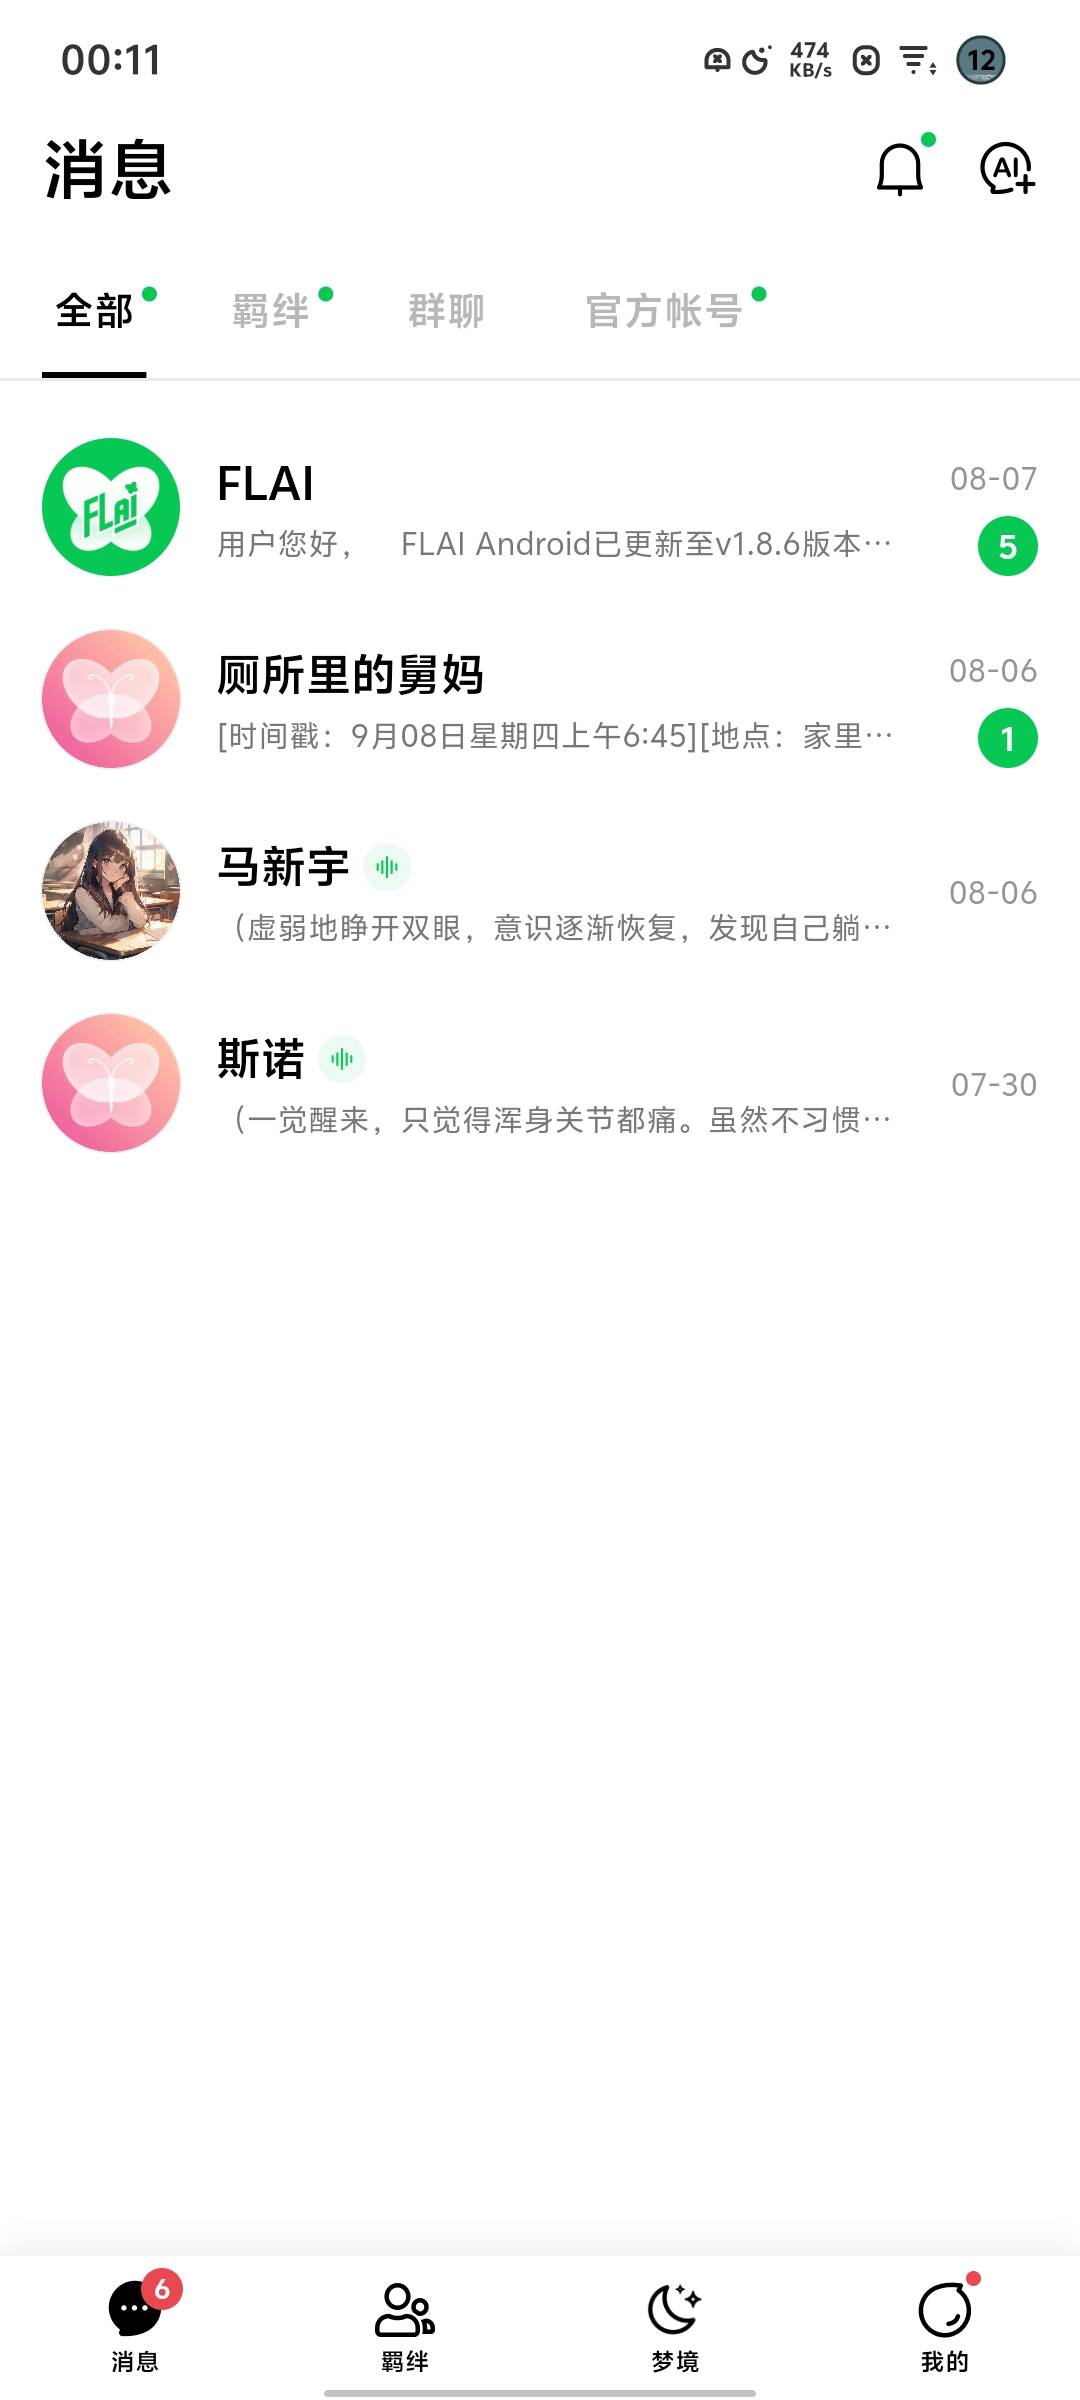 00:11
474
KB/s
12
消息
AI
全部
羁绊
群聊
官方帐号
FLAI
FLAI
08-07
用户您好， FLAI Android已更新至v1.8.6版本…
5
厕所里的舅妈
08-06
[时间戳：9月08日星期四上午6:45][地点：家里…
1
马新宇
08-06
（虚弱地睁开双眼，意识逐渐恢复，发现自己躺…
斯诺
07-30
（一觉醒来，只觉得浑身关节都痛。虽然不习惯…
6
消息
羁绊
梦境
我的